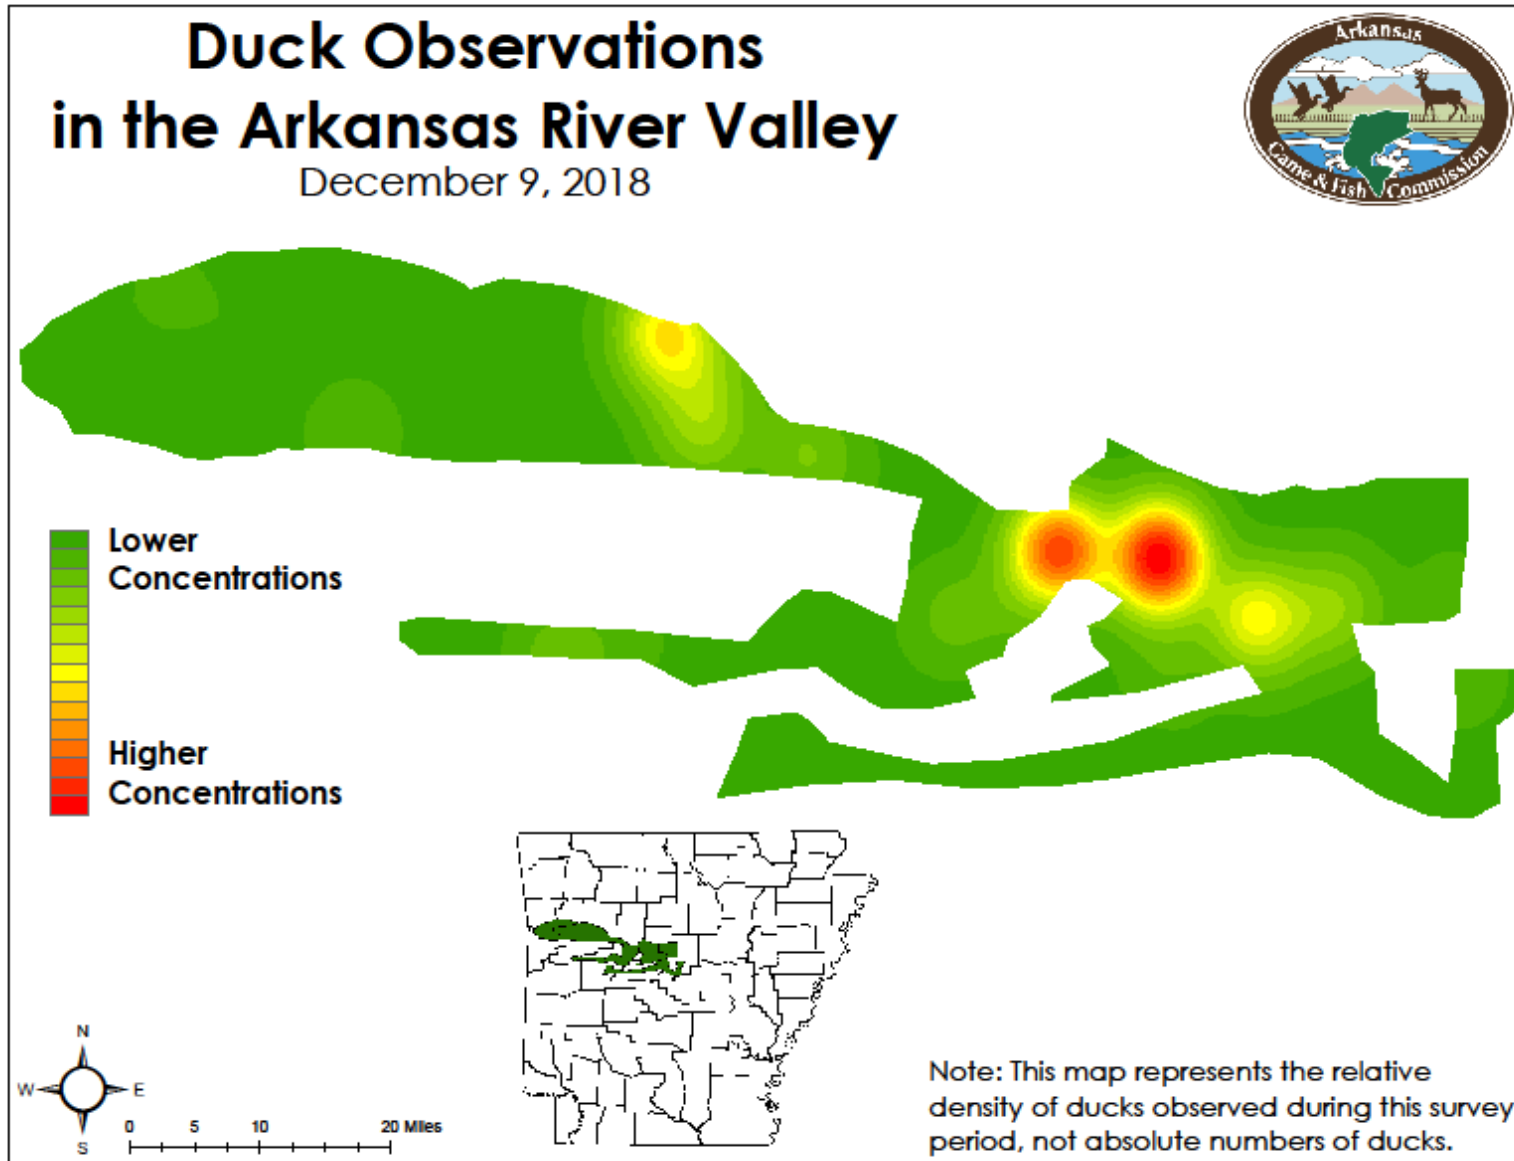 Duck Observations
in the Arkansas River Valley
December 9, 2018
Arkansas
Game & Fish Commission
Lower
Concentrations
Higher
Concentrations
N
W E
S
0 5 10 20 Miles
Note: This map represents the relative
density of ducks observed during this survey
period, not absolute numbers of ducks.